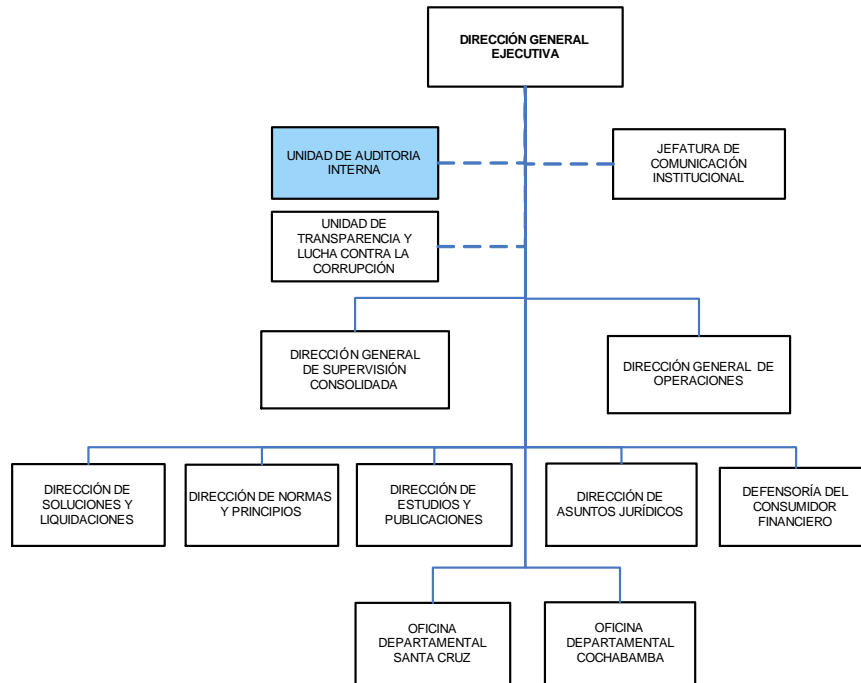 DIRECCIÓN GENERAL
EJECUTIVA
UNIDAD DE AUDITORIA
INTERNA
JEFATURA DE
COMUNICACIÓN
INSTITUCIONAL
UNIDAD DE
TRANSPARENCIA Y
LUCHA CONTRA LA
CORRUPCIÓN
DIRECCIÓN GENERAL
DE SUPERVISIÓN
CONSOLIDADA
DIRECCIÓN GENERAL DE
OPERACIONES
DIRECCIÓN DE
SOLUCIONES Y
LIQUIDACIONES
DIRECCIÓN DE NORMAS
Y PRINCIPIOS
DIRECCIÓN DE
ESTUDIOS Y
PUBLICACIONES
DIRECCIÓN DE
ASUNTOS JURÍDICOS
DEFENSORÍA DEL
CONSUMIDOR
FINANCIERO
OFICINA
DEPARTAMENTAL
SANTA CRUZ
OFICINA
DEPARTAMENTAL
COCHABAMBA